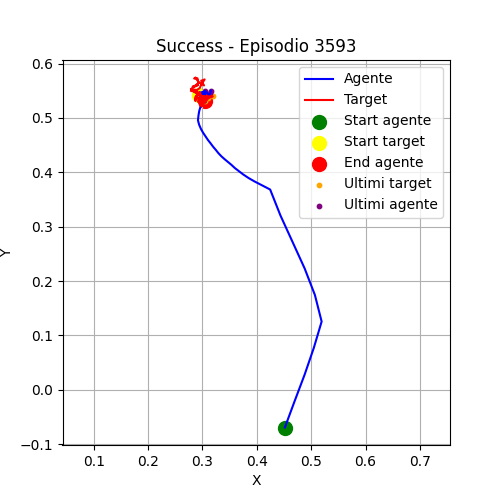 Success - Episodio 3593
Agente
Target
Start agente
Start target
End agente
Ultimi target
Ultimi agente
0.6
0.5
0.4
0.3
0.2
0.1
0.0
−0.1
Y
0.1 0.2 0.3 0.4 0.5 0.6 0.7
X